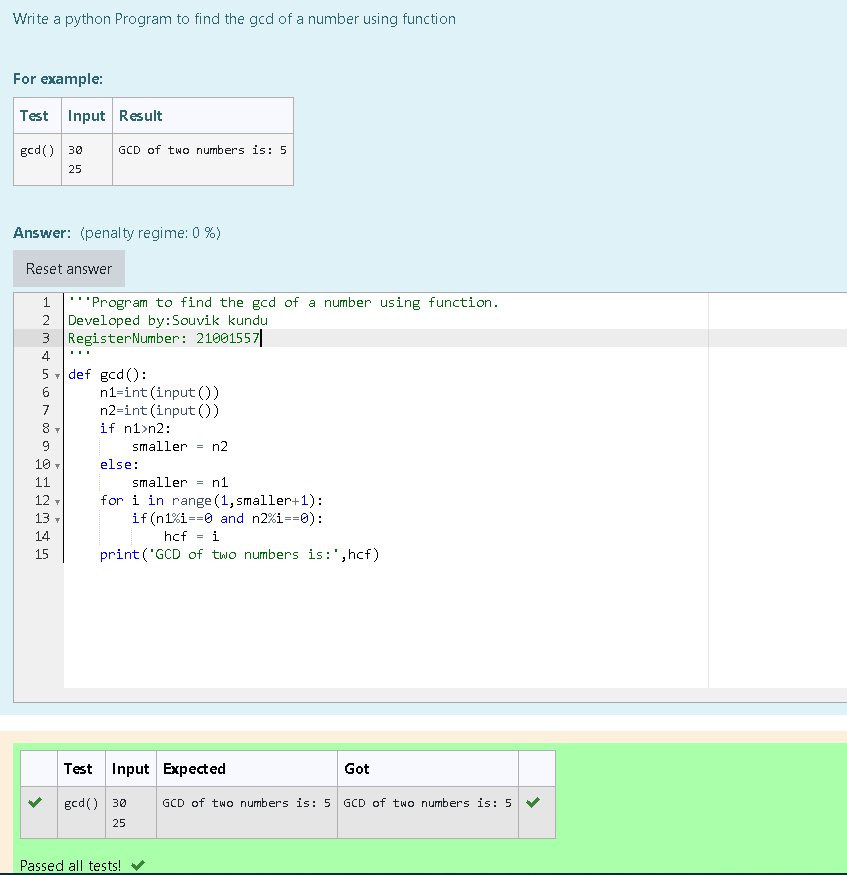 Write a python Program to find the gcd of a number using function
For example:
Test Input Result
gcd() 30 GCD of two numbers is: 5
25
Answer: (penalty regime: 0 %)
Reset answer
1 '''Program to find the gcd of a number using function.
2 Developed by:Souvik kundu
3 RegisterNumber: 21001557
4 '''
5 def gcd():
6     n1=int(input())
7     n2=int(input())
8     if n1>n2:
9         smaller = n2
10     else:
11         smaller = n1
12     for i in range(1,smaller+1):
13         if(n1%i==0 and n2%i==0):
14             hcf = i
15     print('GCD of two numbers is:',hcf)
Test Input Expected Got
gcd() 30 GCD of two numbers is: 5 GCD of two numbers is: 5
25
Passed all tests!